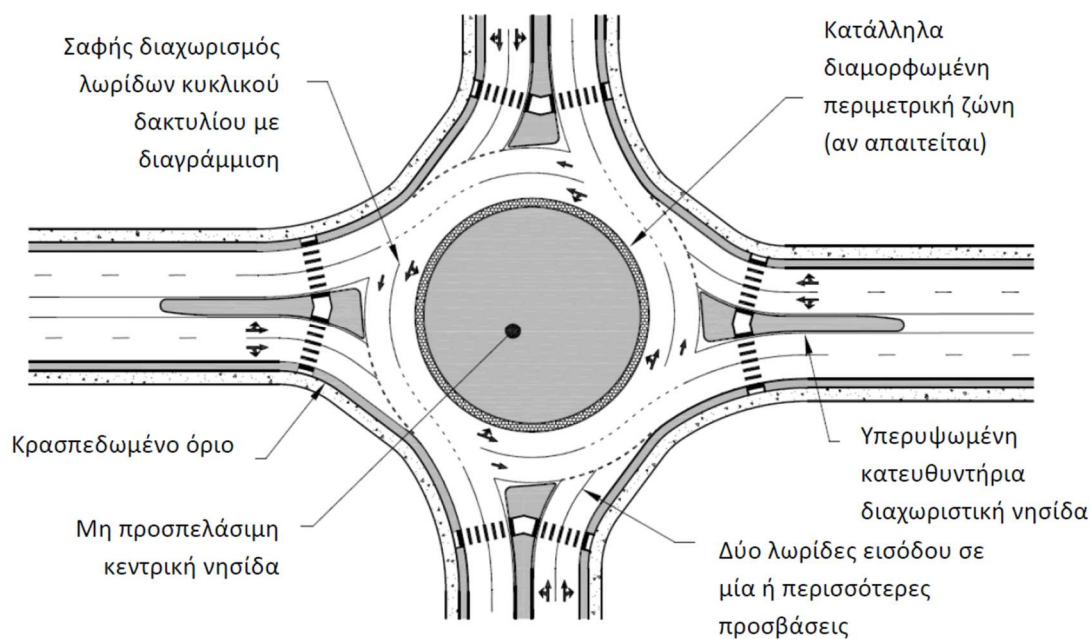 Σαφής διαχωρισμός
λωρίδων κυκλικού
δακτυλίου με
διαγράμμιση
Κατάλληλα
διαμορφωμένη
περιμετρική ζώνη
(αν απαιτείται)
Κρασπεδωμένο όριο
Μη προσπελάσιμη
κεντρική νησίδα
Υπερυψωμένη
κατευθυντήρια
διαχωριστική νησίδα
Δύο λωρίδες εισόδου σε
μία ή περισσότερες
προσβάσεις